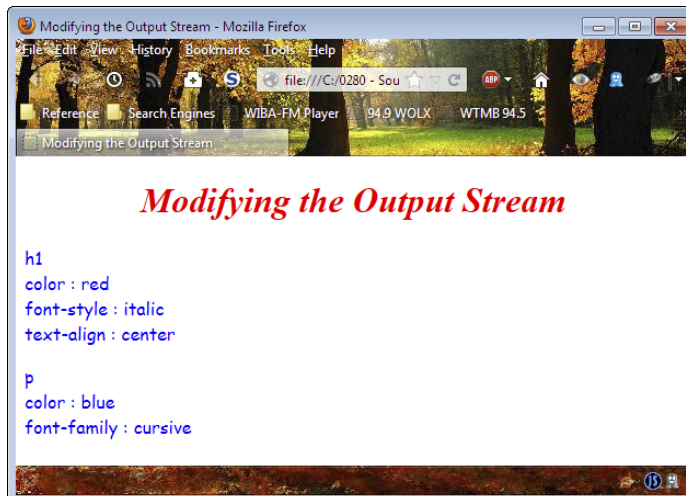 Modifying the Output Stream - Mozilla Firefox
File Edit View History Bookmarks Tools Help
S file:///C:/0280 - Sou C ABP
Reference Search Engines WIBA-FM Player 94.9 WOLX WTMB 94.5
Modifying the Output Stream
Modifying the Output Stream
h1
color : red
font-style : italic
text-align : center
p
color : blue
font-family : cursive
JS